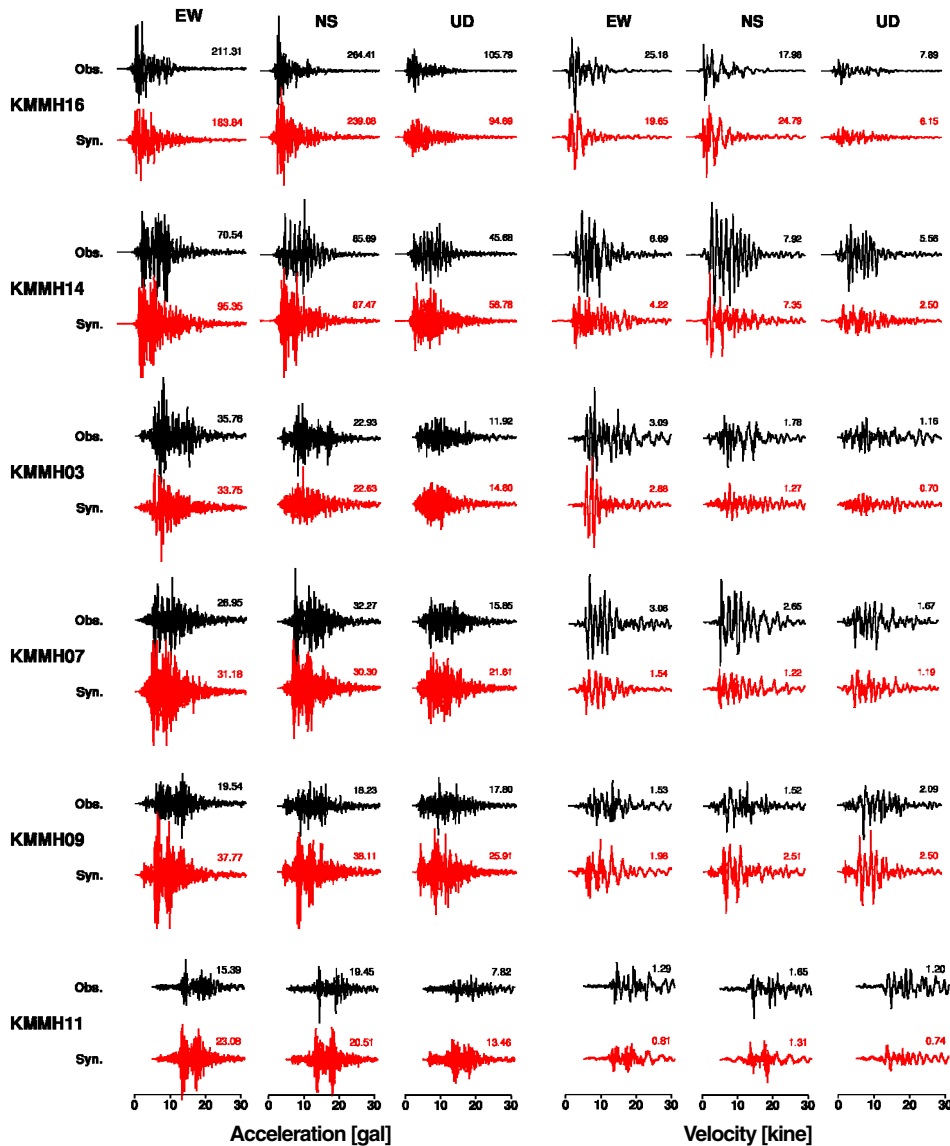 EW NS UD EW NS UD
211.31 264.41 105.79 25.18 17.98 7.89
Obs.
KMMH16
183.84 239.08 94.69 19.65 24.79 6.15
Syn.
70.54 85.69 45.68 6.69 7.92 5.56
Obs.
KMMH14
95.35 87.47 58.78 4.22 7.35 2.50
Syn.
35.76 22.93 11.92 3.09 1.78 1.16
Obs.
KMMH03
33.75 22.63 14.80 2.88 1.27 0.70
Syn.
26.95 32.27 15.85 3.06 2.65 1.67
Obs.
KMMH07
31.18 30.30 21.61 1.54 1.22 1.19
Syn.
19.54 18.23 17.80 1.53 1.52 2.09
Obs.
KMMH09
37.77 38.11 25.91 1.98 2.51 2.50
Syn.
15.39 19.45 7.82 1.29 1.65 1.20
Obs.
KMMH11
23.08 20.51 13.46 0.81 1.31 0.74
Syn.
0 10 20 30 0 10 20 30 0 10 20 30 0 10 20 30 0 10 20 30 0 10 20 30
Acceleration [gal] Velocity [kine]